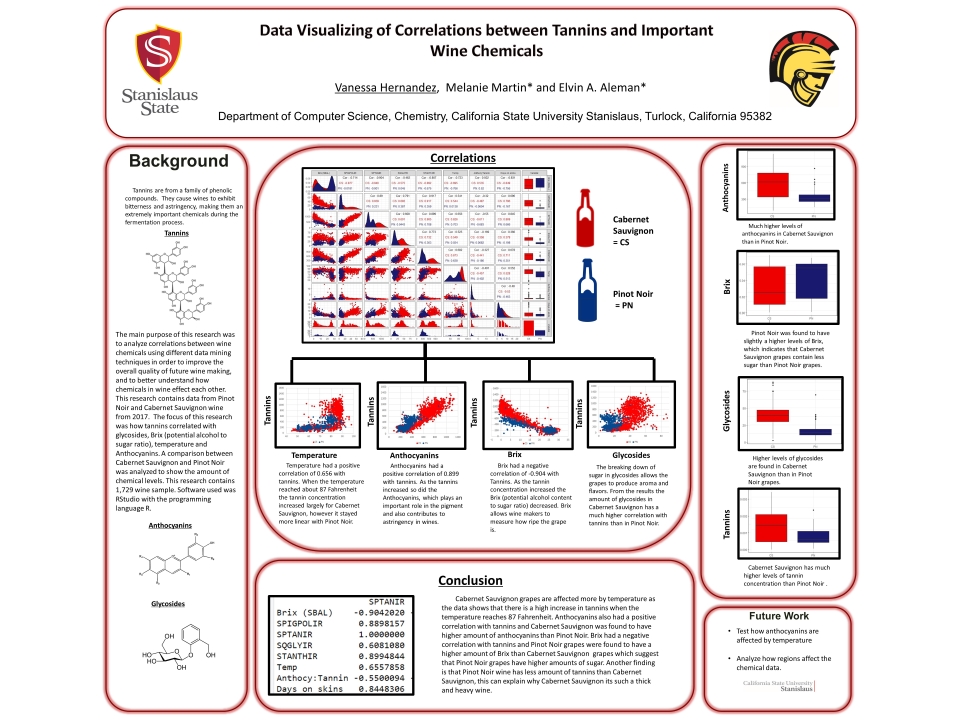 Data Visualizing of Correlations between Tannins and Important
Wine Chemicals
Stanislaus
State
Vanessa Hernandez, Melanie Martin* and Elvin A. Aleman*
Department of Computer Science, Chemistry, California State University Stanislaus, Turlock, California 95382
Background
Tannins are from a family of phenolic
compounds. They cause wines to exhibit
bitterness and astringency, making them an
extremely important chemicals during the
fermentation process.
Tannins
The main purpose of this research was
to analyze correlations between wine
chemicals using different data mining
techniques in order to improve the
overall quality of future wine making,
and to better understand how
chemicals in wine effect each other.
This research contains data from Pinot
Noir and Cabernet Sauvignon wine
from 2017. The focus of this research
was how tannins correlated with
glycosides, Brix (potential alcohol to
sugar ratio), temperature and
Anthocyanins. A comparison between
Cabernet Sauvignon and Pinot Noir
was analyzed to show the amount of
chemical levels. This research contains
1,729 wine sample. Software used was
RStudio with the programming
language R.
Anthocyanins
Glycosides
HO
OH
HO
OH
OH
Correlations
Cabernet
Sauvignon
= CS
Pinot Noir
= PN
Tannins
Tannins
Tannins
Tannins
Temperature
Temperature had a positive
correlation of 0.656 with
tannins. When the temperature
reached about 87 Fahrenheit
the tannin concentration
increased largely for Cabernet
Sauvignon, however it stayed
more linear with Pinot Noir.
Anthocyanins
Anthocyanins had a
positive correlation of 0.899
with tannins. As the tannins
increased so did the
Anthocyanins, which plays an
important role in the pigment
and also contributes to
astringency in wines.
Brix
Brix had a negative
correlation of -0.904 with
Tannins. As the tannin
concentration increased the
Brix (potential alcohol content
to sugar ratio) decreased. Brix
allows wine makers to
measure how ripe the grape
is.
Glycosides
The breaking down of
sugar in glycosides allows the
grapes to produce aroma and
flavors. From the results the
amount of glycosides in
Cabernet Sauvignon has a
much higher correlation with
tannins than in Pinot Noir.
Conclusion
SPTANIR
Brix (SBAL) -0.9042020
SPIGPOLIR 0.8898157
SPTANIR 1.0000000
SQGLYIR 0.6081080
STANTHIR 0.8994844
Temp 0.6557858
Anthocy:Tannin -0.5500094
Days on skins 0.8448306
Cabernet Sauvignon grapes are affected more by temperature as
the data shows that there is a high increase in tannins when the
temperature reaches 87 Fahrenheit. Anthocyanins also had a positive
correlation with tannins and Cabernet Sauvignon was found to have
higher amount of anthocyanins than Pinot Noir. Brix had a negative
correlation with tannins and Pinot Noir grapes were found to have a
higher amount of Brix than Cabernet Sauvignon grapes which suggest
that Pinot Noir grapes have higher amounts of sugar. Another finding
is that Pinot Noir wine has less amount of tannins than Cabernet
Sauvignon, this can explain why Cabernet Sauvignon its such a thick
and heavy wine.
Anthocyanins
Much higher levels of
anthocyanins in Cabernet Sauvignon
than in Pinot Noir.
Brix
Pinot Noir was found to have
slightly a higher levels of Brix,
which indicates that Cabernet
Sauvignon grapes contain less
sugar than Pinot Noir grapes.
Glycosides
Higher levels of glycosides
are found in Cabernet
Sauvignon than in Pinot
Noir grapes.
Tannins
Cabernet Sauvignon has much
higher levels of tannin
concentration than Pinot Noir .
Future Work
• Test how anthocyanins are
affected by temperature
• Analyze how regions affect the
chemical data.
California State University
Stanislaus